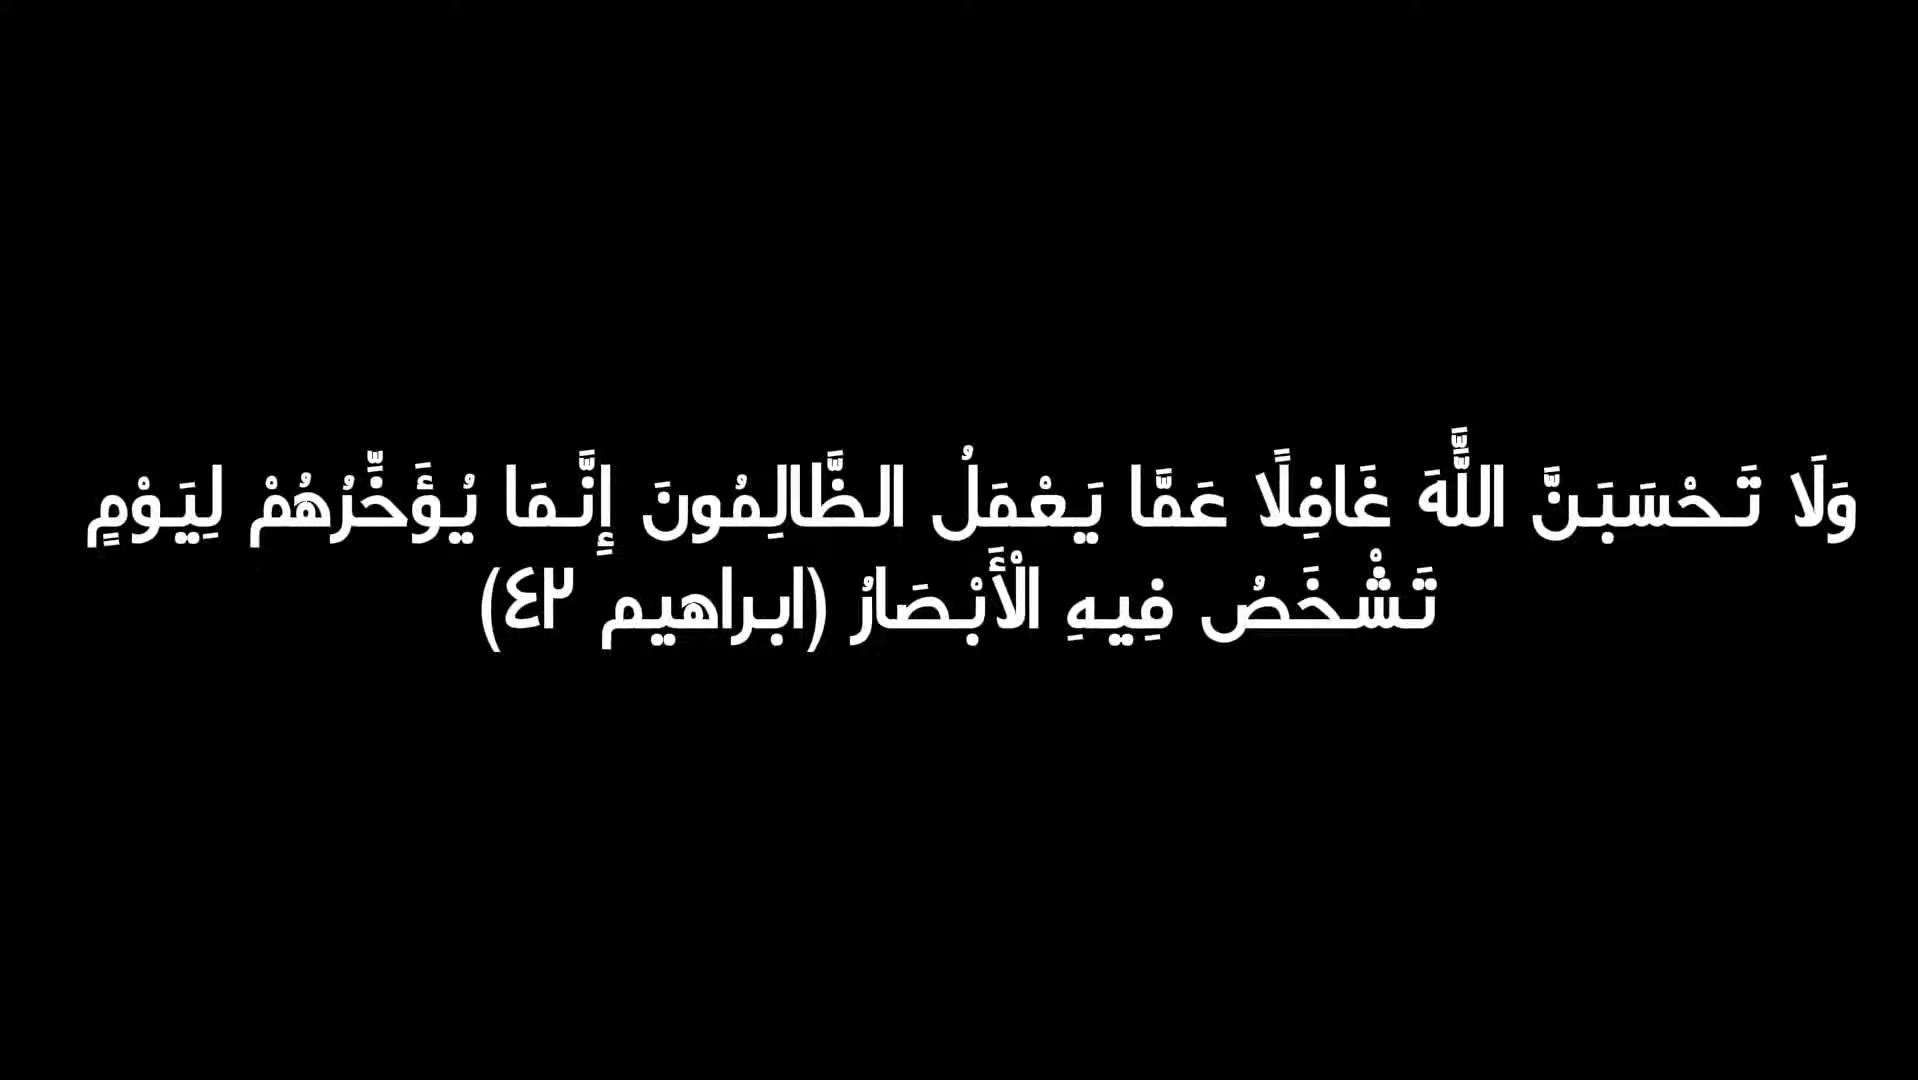 وَلَا تَحْسَبَنَّ اللَّهَ غَافِلًا عَمَّا يَعْمَلُ الظَّالِمُونَ إِنَّمَا يُؤَخِّرُهُمْ لِيَوْمٍ
تَشْخَصُ فِيهِ الْأَبْصَارُ (ابراهيم ٤٢)